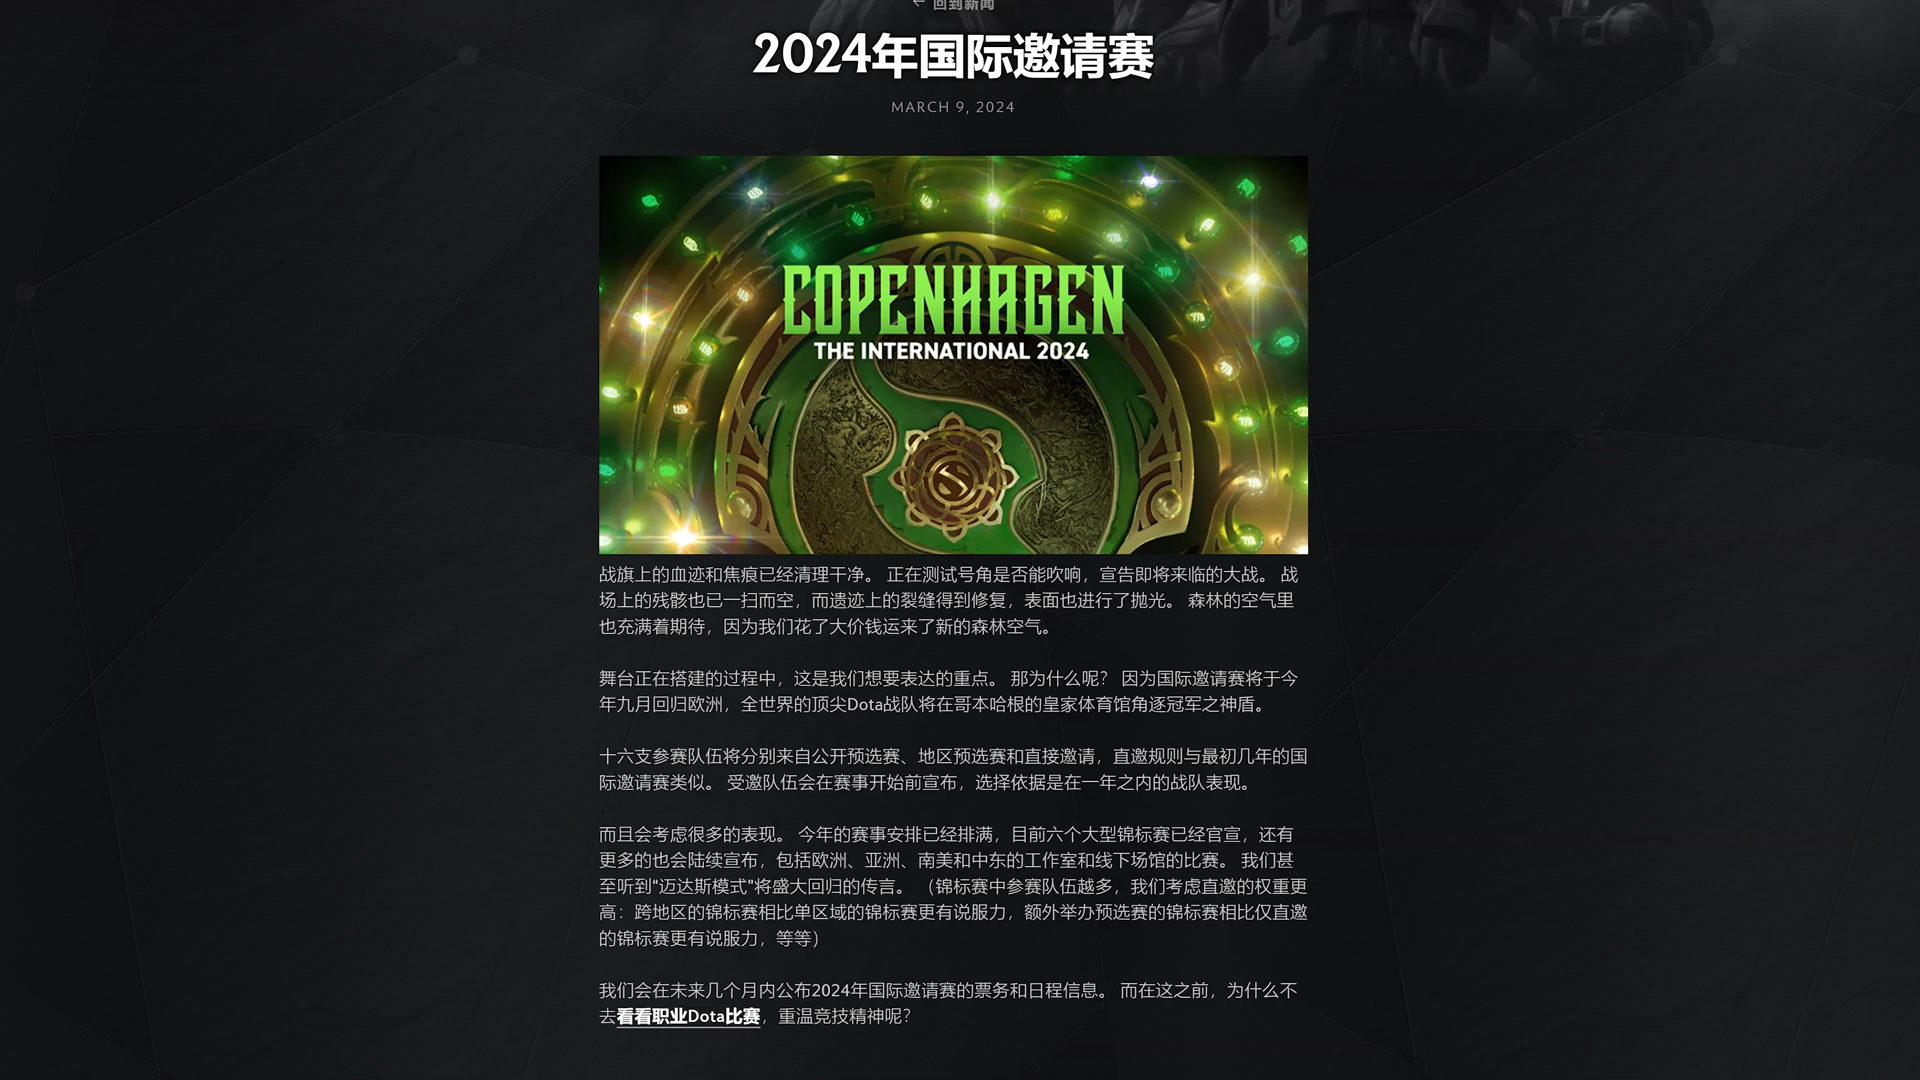 ← 回到新闻
2024年国际邀请赛
MARCH 9, 2024
COPENHAGEN
THE INTERNATIONAL 2024
战旗上的血迹和焦痕已经清理干净。 正在测试号角是否能吹响，宣告即将来临的大战。 战
场上的残骸也已一扫而空，而遗迹上的裂缝得到修复，表面也进行了抛光。 森林的空气里
也充满着期待，因为我们花了大价钱运来了新的森林空气。
舞台正在搭建的过程中，这是我们想要表达的重点。 那为什么呢？ 因为国际邀请赛将于今
年九月回归欧洲，全世界的顶尖Dota战队将在哥本哈根的皇家体育馆角逐冠军之神盾。
十六支参赛队伍将分别来自公开预选赛、地区预选赛和直接邀请，直邀规则与最初几年的国
际邀请赛类似。 受邀队伍会在赛事开始前宣布，选择依据是在一年之内的战队表现。
而且会考虑很多的表现。 今年的赛事安排已经排满，目前六个大型锦标赛已经官宣，还有
更多的也会陆续宣布，包括欧洲、亚洲、南美和中东的工作室和线下场馆的比赛。 我们甚
至听到"迈达斯模式"将盛大回归的传言。 （锦标赛中参赛队伍越多，我们考虑直邀的权重更
高：跨地区的锦标赛相比单区域的锦标赛更有说服力，额外举办预选赛的锦标赛相比仅直邀
的锦标赛更有说服力，等等）
我们会在未来几个月内公布2024年国际邀请赛的票务和日程信息。 而在这之前，为什么不
去看看职业Dota比赛，重温竞技精神呢？